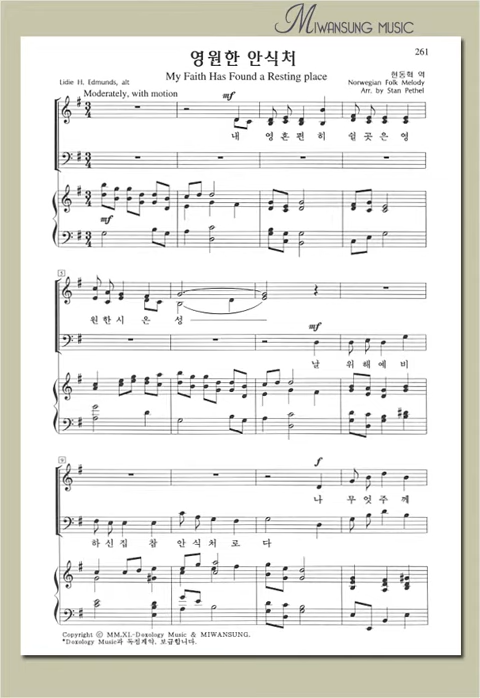 MIWANSUNG MUSIC
261
영원한 안식처
My Faith Has Found a Resting place
Lidie H. Edmunds, alt
현동혁 역
Norwegian Folk Melody
Arr. by Stan Pethel
Moderately, with motion
mf
내 영 혼 편 히 쉴 곳 은 영
mf
5
원 한 시 온 성
mf
날 위 해 예 비
9
f
하 신 집 참 안 식 처 로 다
나 무 엇 주 께
Copyright © MM,XI.-Doxology Music & MIWANSUNG.
*Doxology Music과 독점계약, 보급합니다.